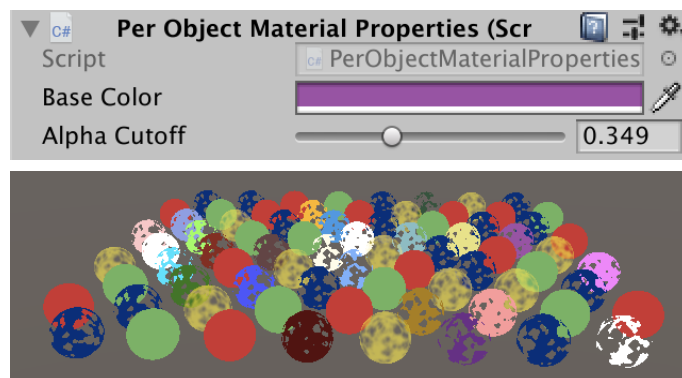 C# Per Object Material Properties (Scr
Script C# PerObjectMaterialProperties
Base Color
Alpha Cutoff 0.349